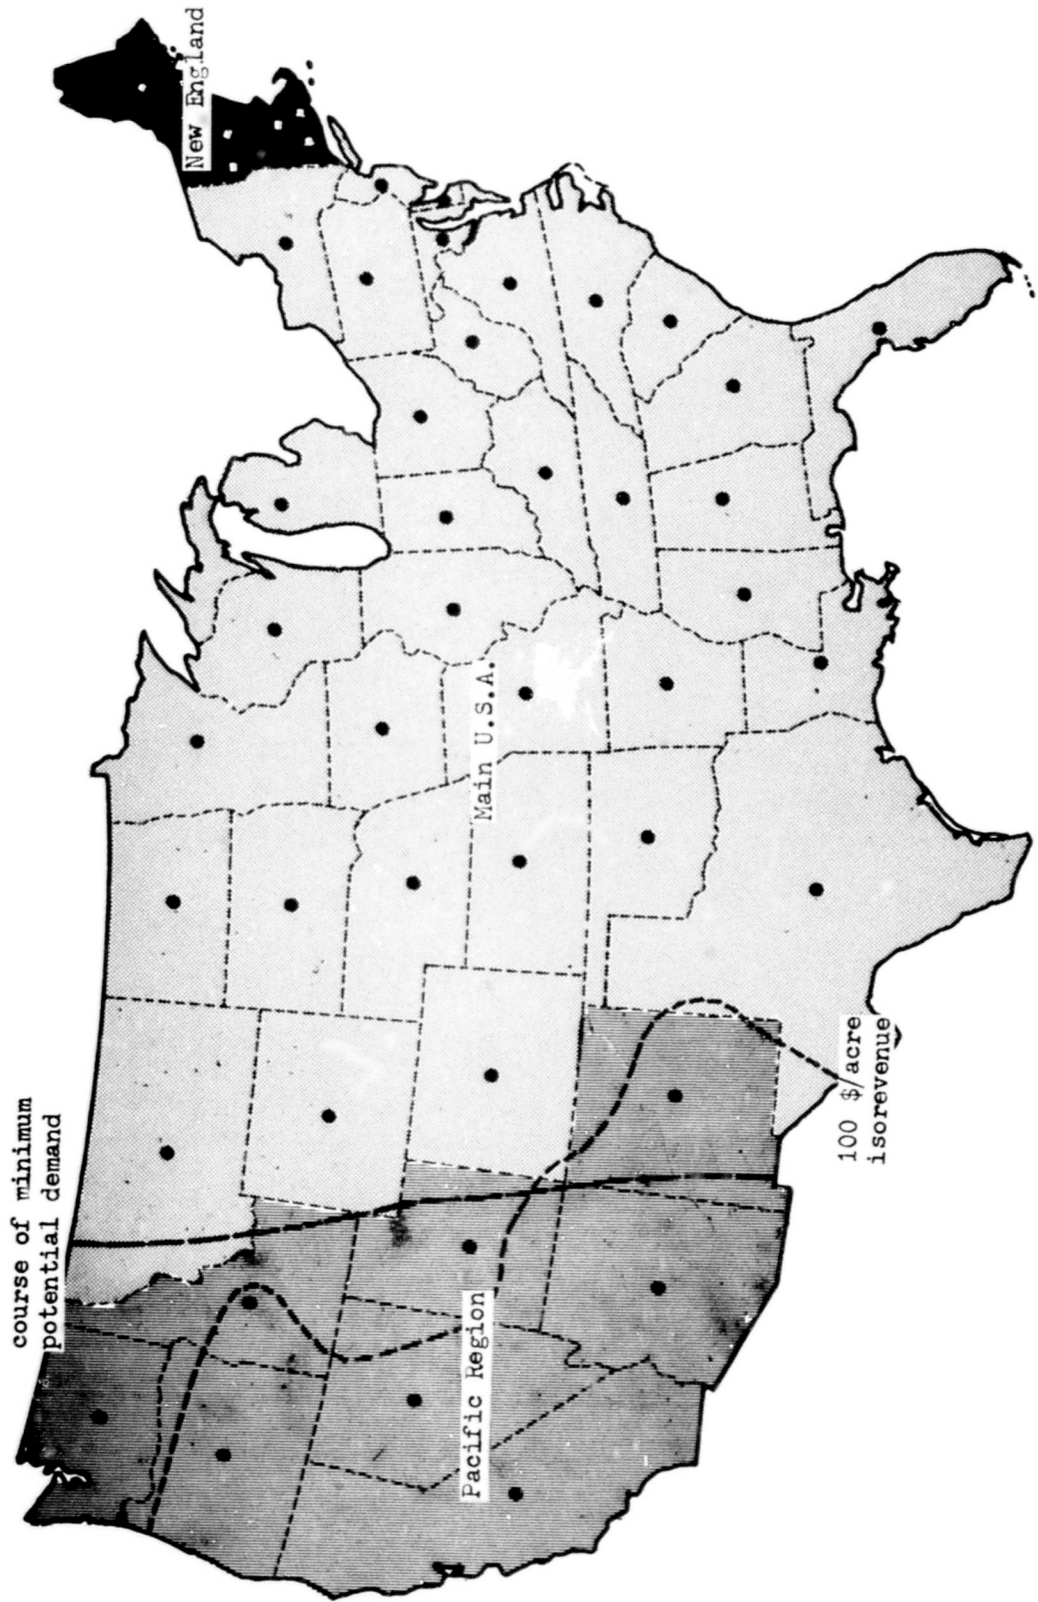 course of minimum
potential demand
New England
Main U.S.A.
Pacific Region
100 $/acre
isorevenue